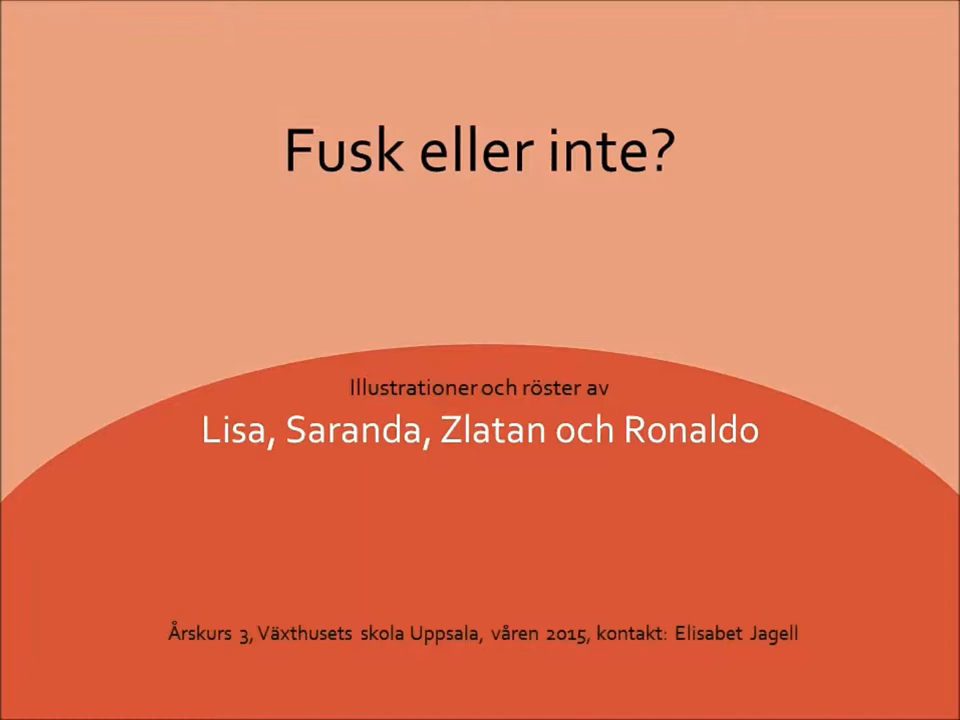 Fusk eller inte?
Illustrationer och röster av
Lisa, Saranda, Zlatan och Ronaldo
Årskurs 3, Växthusets skola Uppsala, våren 2015, kontakt: Elisabet Jagell